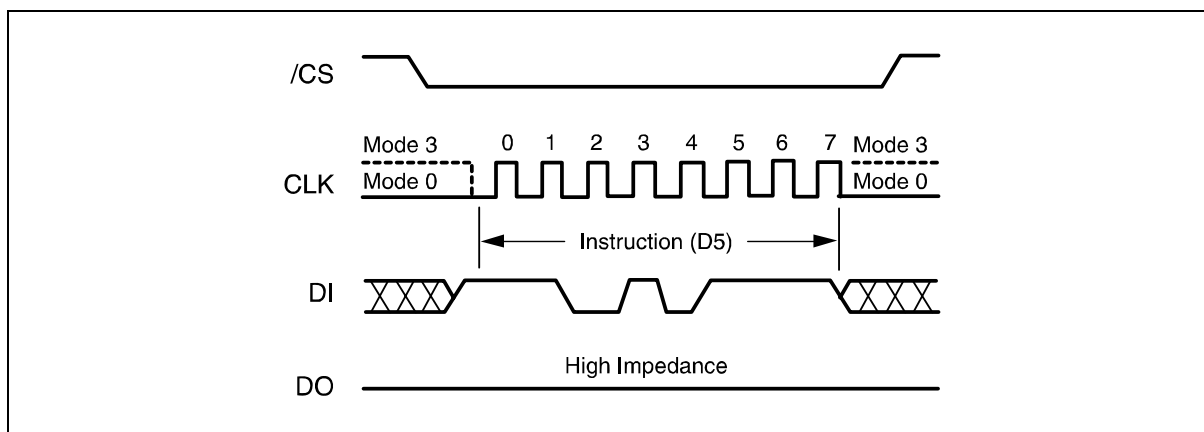 /CS
0 1 2 3 4 5 6 7
Mode 3 Mode 3
CLK Mode 0 Mode 0
Instruction (D5)
DI
High Impedance
DO